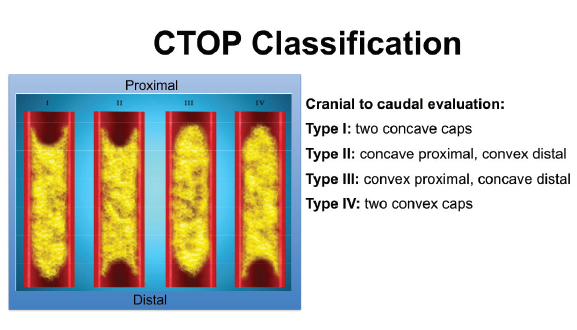 CTOP Classification
Proximal
I II III IV
Distal
Cranial to caudal evaluation:
Type I: two concave caps
Type II: concave proximal, convex distal
Type III: convex proximal, concave distal
Type IV: two convex caps